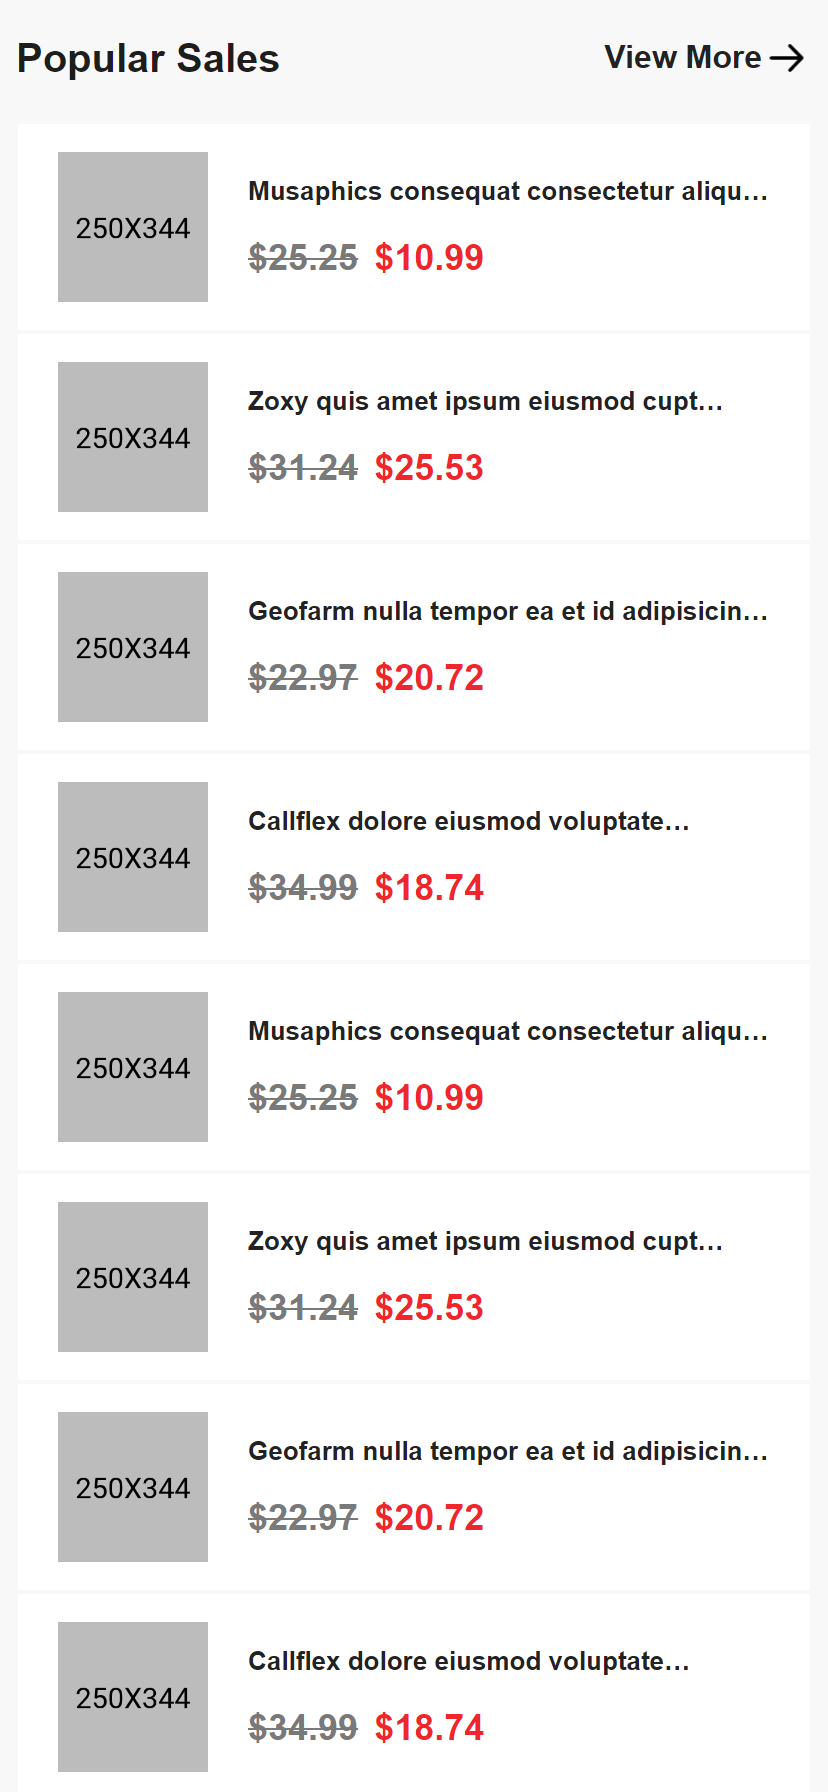 Popular Sales View More
250X344
Musaphics consequat consectetur aliqu...
$25.25 $10.99
250X344
Zoxy quis amet ipsum eiusmod cupt...
$31.24 $25.53
250X344
Geofarm nulla tempor ea et id adipisicin...
$22.97 $20.72
250X344
Callflex dolore eiusmod voluptate...
$34.99 $18.74
250X344
Musaphics consequat consectetur aliqu...
$25.25 $10.99
250X344
Zoxy quis amet ipsum eiusmod cupt...
$31.24 $25.53
250X344
Geofarm nulla tempor ea et id adipisicin...
$22.97 $20.72
250X344
Callflex dolore eiusmod voluptate...
$34.99 $18.74